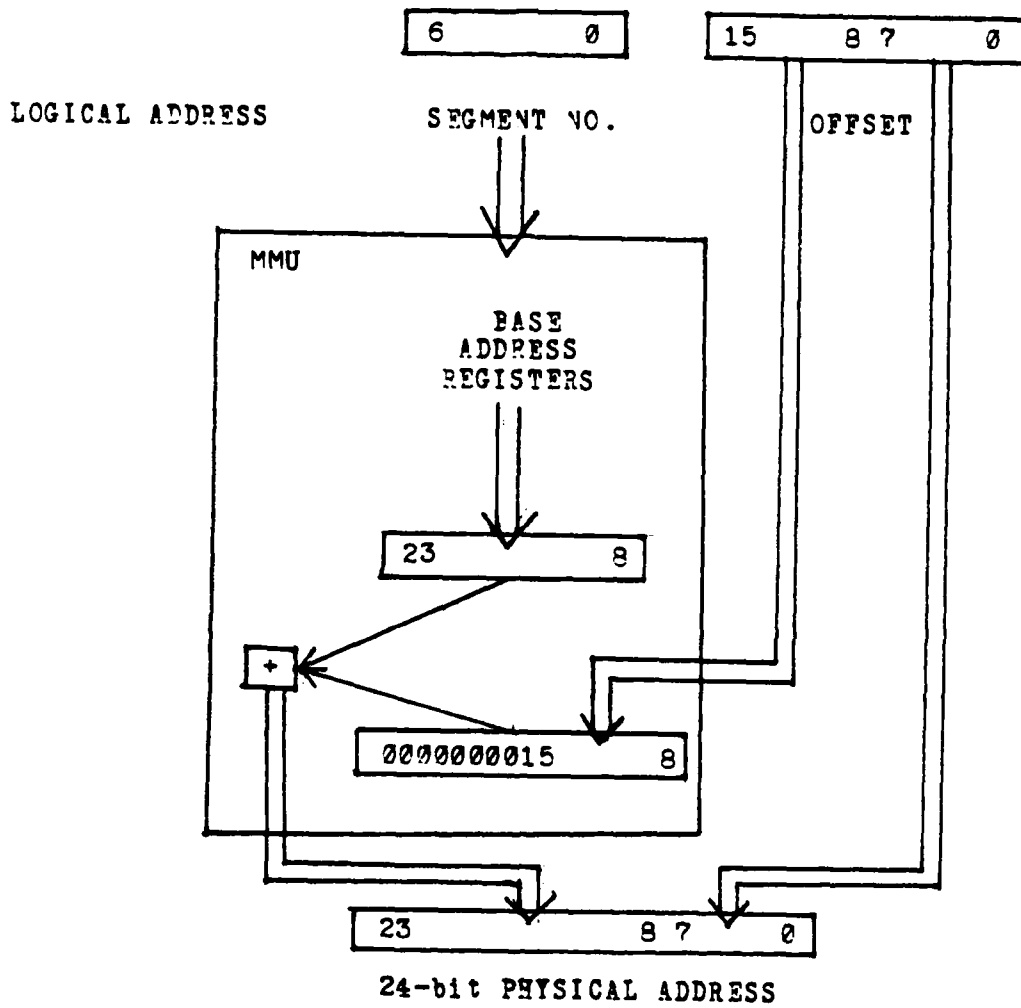 6 0 15 8 7 0
LOGICAL ADDRESS SEGMENT NO. OFFSET
MMU
BASE
ADDRESS
REGISTERS
23 8
+
0000000015 8
23 8 7 0
24-bit PHYSICAL ADDRESS